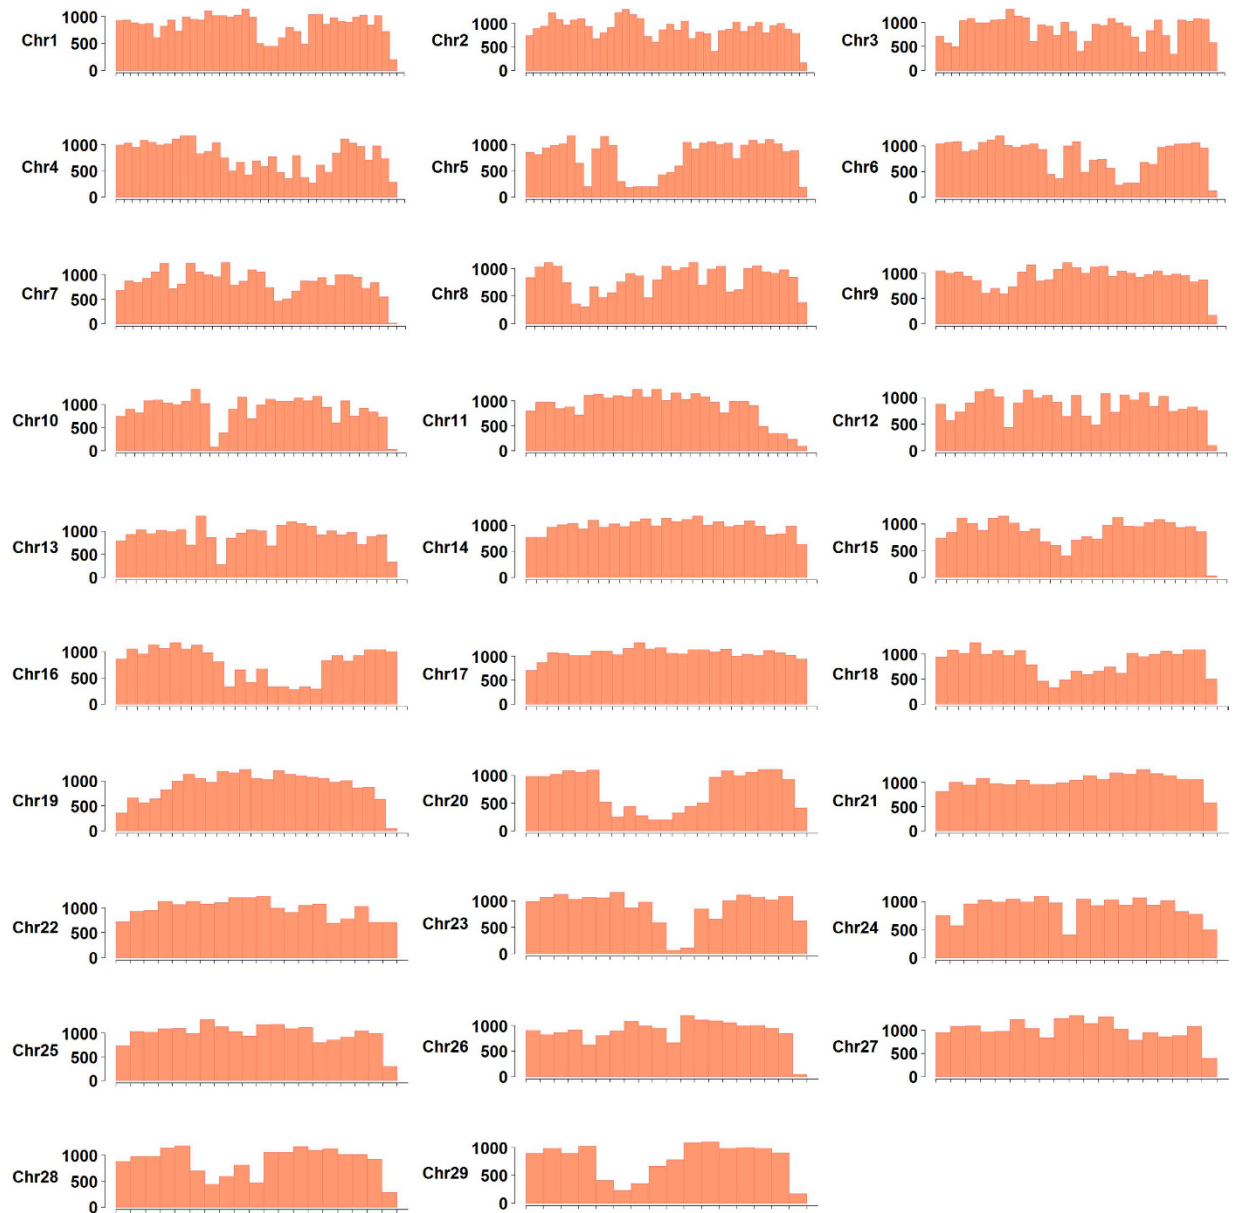 Chr1 1000 500 0
Chr2 1000 500 0
Chr3 1000 500 0
Chr4 1000 500 0
Chr5 1000 500 0
Chr6 1000 500 0
Chr7 1000 500 0
Chr8 1000 500 0
Chr9 1000 500 0
Chr10 1000 500 0
Chr11 1000 500 0
Chr12 1000 500 0
Chr13 1000 500 0
Chr14 1000 500 0
Chr15 1000 500 0
Chr16 1000 500 0
Chr17 1000 500 0
Chr18 1000 500 0
Chr19 1000 500 0
Chr20 1000 500 0
Chr21 1000 500 0
Chr22 1000 500 0
Chr23 1000 500 0
Chr24 1000 500 0
Chr25 1000 500 0
Chr26 1000 500 0
Chr27 1000 500 0
Chr28 1000 500 0
Chr29 1000 500 0